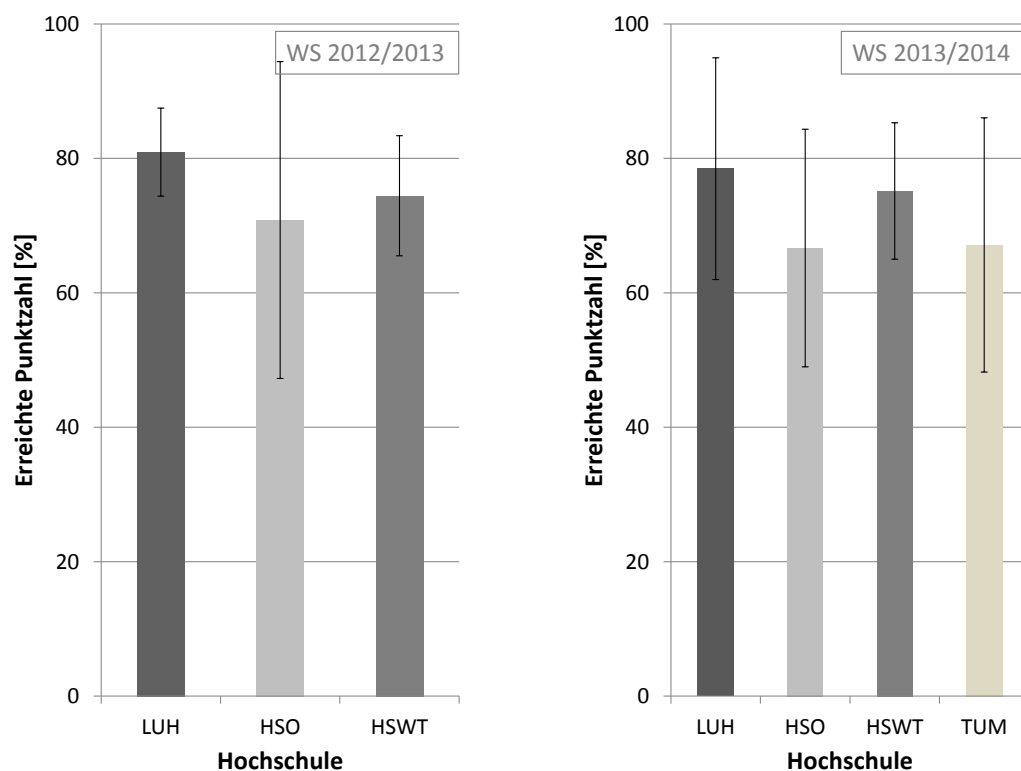 WS 2012/2013
Erreichte Punktzahl [%]
100
80
60
40
20
0
LUH HSO HSWT
Hochschule
WS 2013/2014
Erreichte Punktzahl [%]
100
80
60
40
20
0
LUH HSO HSWT TUM
Hochschule